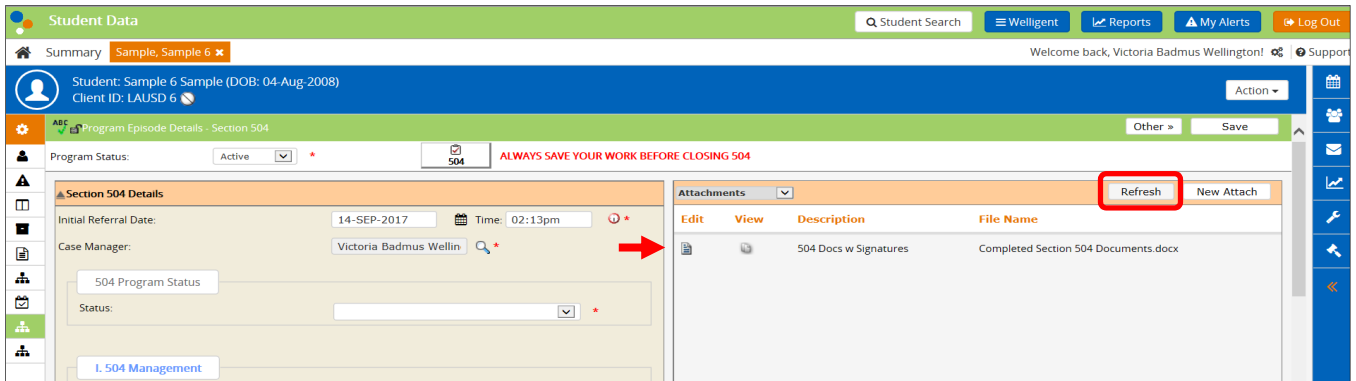 Student Data
Student Search
Welligent
Reports
My Alerts
Log Out
Summary
Sample, Sample 6
Welcome back, Victoria Badmus Wellington!
Support
Student: Sample 6 Sample (DOB: 04-Aug-2008)
Client ID: LAUSD 6
Action
ABC
Program Episode Details - Section 504
Other »
Save
Program Status:
Active
*
504
ALWAYS SAVE YOUR WORK BEFORE CLOSING 504
Section 504 Details
Initial Referral Date:
14-SEP-2017
Time:
02:13pm
*
Case Manager:
Victoria Badmus Wellin
*
504 Program Status
Status:
*
I. 504 Management
Attachments
Refresh
New Attach
Edit View Description File Name
504 Docs w Signatures Completed Section 504 Documents.docx